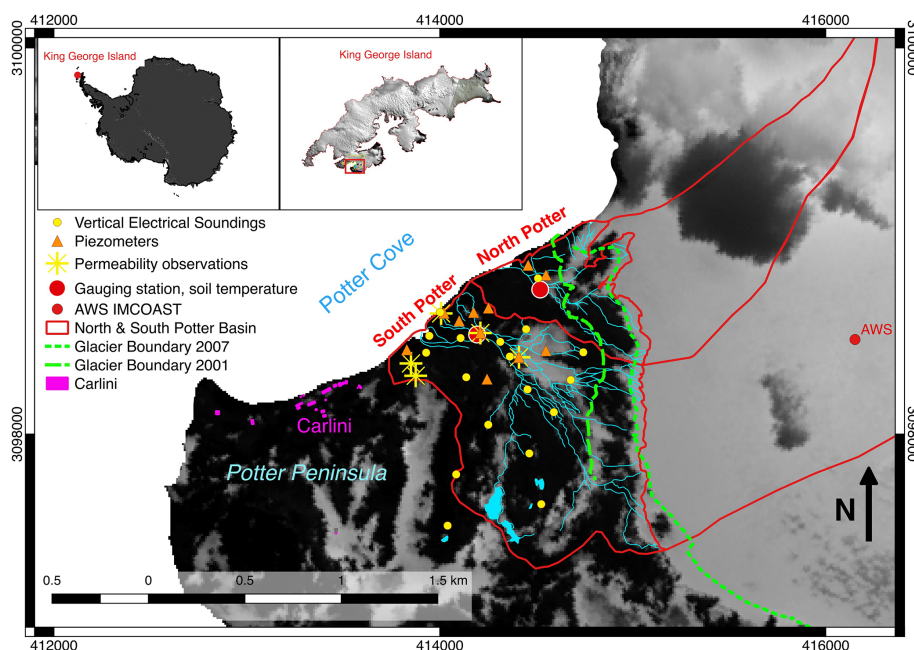 412000
414000
416000
3100000
3100000
King George Island
King George Island
Vertical Electrical Soundings
Piezometers
Permeability observations
Gauging station, soil temperature
AWS IMCOAST
North & South Potter Basin
Glacier Boundary 2007
Glacier Boundary 2001
Carlini
Potter Cove
North Potter
South Potter
AWS
Carlini
Potter Peninsula
3098000
3098000
N
0.5
0
0.5
1
1.5 km
412000
414000
416000